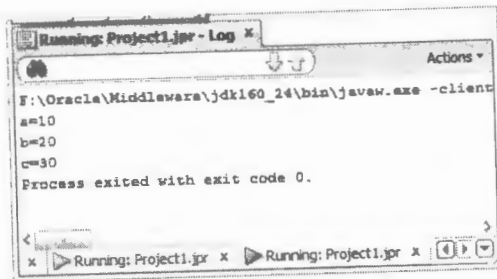 Running: Project1.jpr - Log x
Actions
F:\Oracle\Middleware\jdk160_24\bin\javaw.exe -client
a=10
b=20
c=30
Process exited with exit code 0.
x Running: Project1.jpr x Running: Project1.jpr x